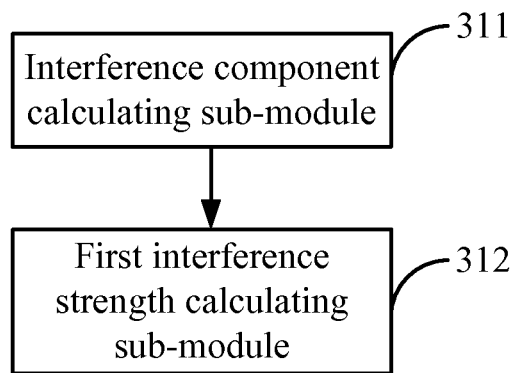 311
Interference component
calculating sub-module
First interference
strength calculating
sub-module
312